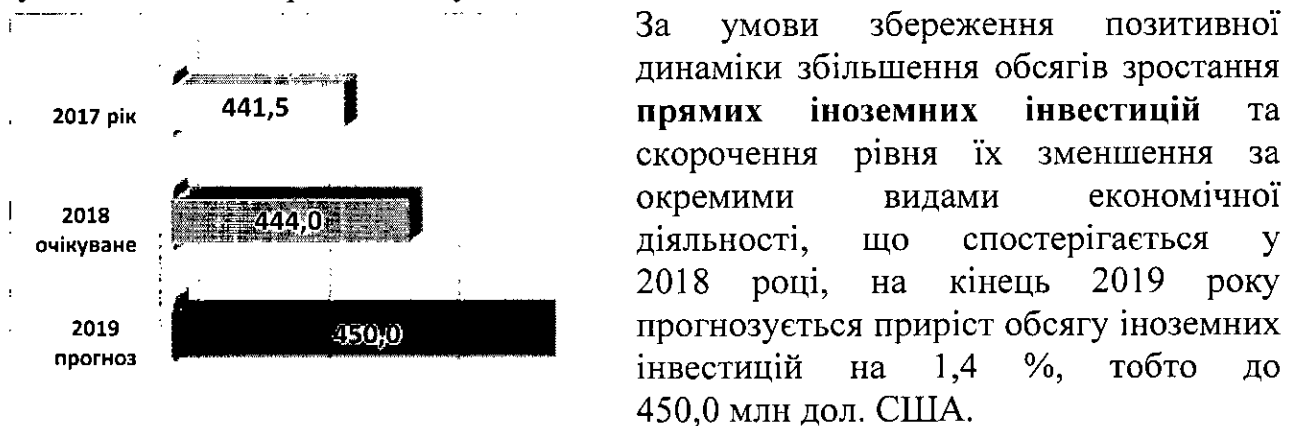 2017 рік
441,5
2018
очікуване
444,0
2019
прогноз
450,0
За умови збереження позитивної
динаміки збільшення обсягів зростання
прямих іноземних інвестицій та
скорочення рівня їх зменшення за
окремими видами економічної
діяльності, що спостерігається у
2018 році, на кінець 2019 року
прогнозується приріст обсягу іноземних
інвестицій на 1,4 %, тобто до
450,0 млн дол. США.